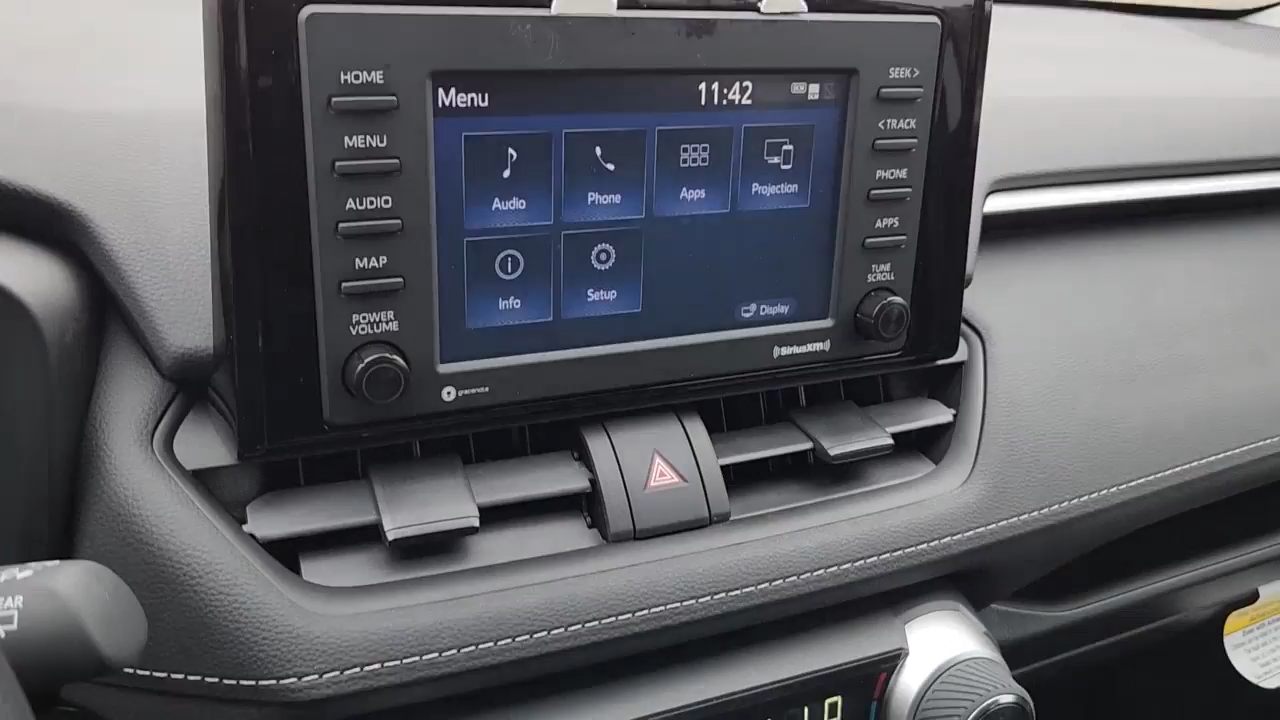 HOME
MENU
AUDIO
MAP
POWER
VOLUME
Menu
11:42
Audio
Phone
Apps
Projection
Info
Setup
Display
SEEK >
< TRACK
PHONE
APPS
TUNE
SCROLL
gracenote
SiriusXM